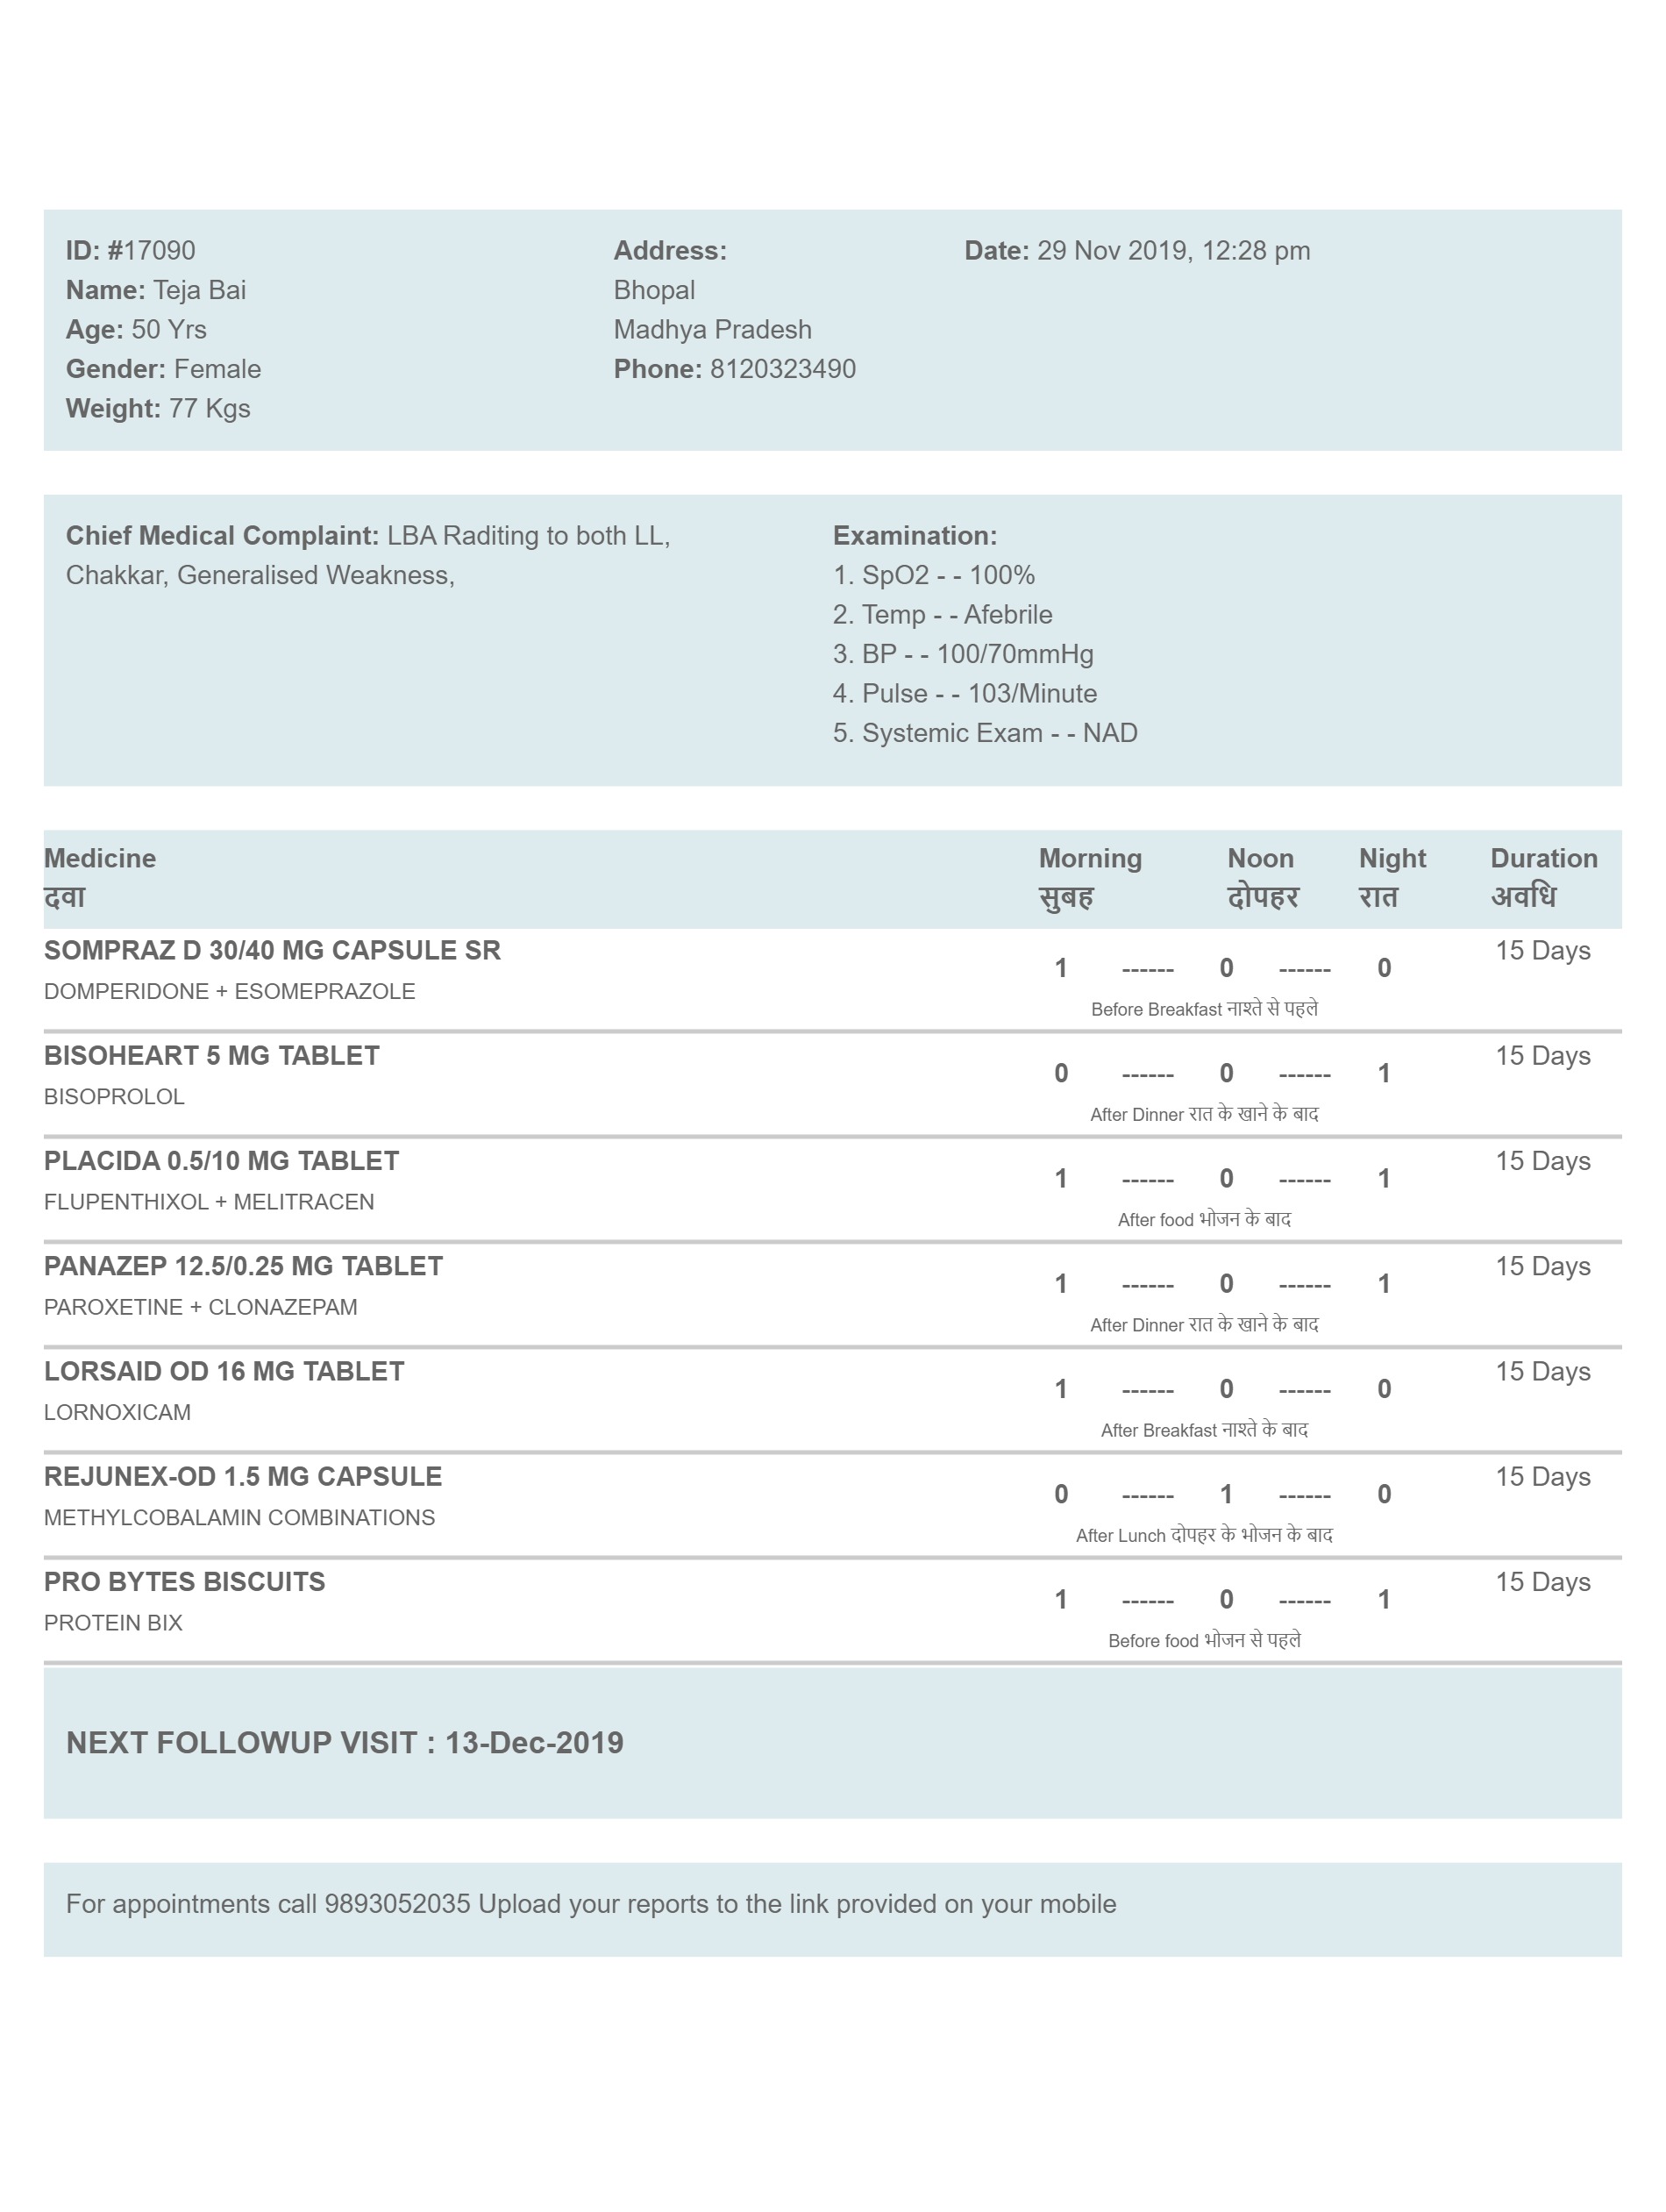 ID: #17090
Name: Teja Bai
Age: 50 Yrs
Gender: Female
Weight: 77 Kgs
Address:
Bhopal
Madhya Pradesh
Phone: 8120323490
Date: 29 Nov 2019, 12:28 pm
Chief Medical Complaint: LBA Raditing to both LL,
Chakkar, Generalised Weakness,
Examination:
1. SpO2 - - 100%
2. Temp - - Afebrile
3. BP - - 100/70mmHg
4. Pulse - - 103/Minute
5. Systemic Exam - - NAD
Medicine Morning Noon Night Duration
दवा सुबह दोपहर रात अवधि
SOMPRAZ D 30/40 MG CAPSULE SR 15 Days
1 ------ 0 ------ 0
DOMPERIDONE + ESOMEPRAZOLE
Before Breakfast नाश्ते से पहले
BISOHEART 5 MG TABLET 15 Days
0 ------ 0 ------ 1
BISOPROLOL
After Dinner रात के खाने के बाद
PLACIDA 0.5/10 MG TABLET 15 Days
1 ------ 0 ------ 1
FLUPENTHIXOL + MELITRACEN
After food भोजन के बाद
PANAZEP 12.5/0.25 MG TABLET 15 Days
1 ------ 0 ------ 1
PAROXETINE + CLONAZEPAM
After Dinner रात के खाने के बाद
LORSAID OD 16 MG TABLET 15 Days
1 ------ 0 ------ 0
LORNOXICAM
After Breakfast नाश्ते के बाद
REJUNEX-OD 1.5 MG CAPSULE 15 Days
0 ------ 1 ------ 0
METHYLCOBALAMIN COMBINATIONS
After Lunch दोपहर के भोजन के बाद
PRO BYTES BISCUITS 15 Days
1 ------ 0 ------ 1
PROTEIN BIX
Before food भोजन से पहले
NEXT FOLLOWUP VISIT : 13-Dec-2019
For appointments call 9893052035 Upload your reports to the link provided on your mobile